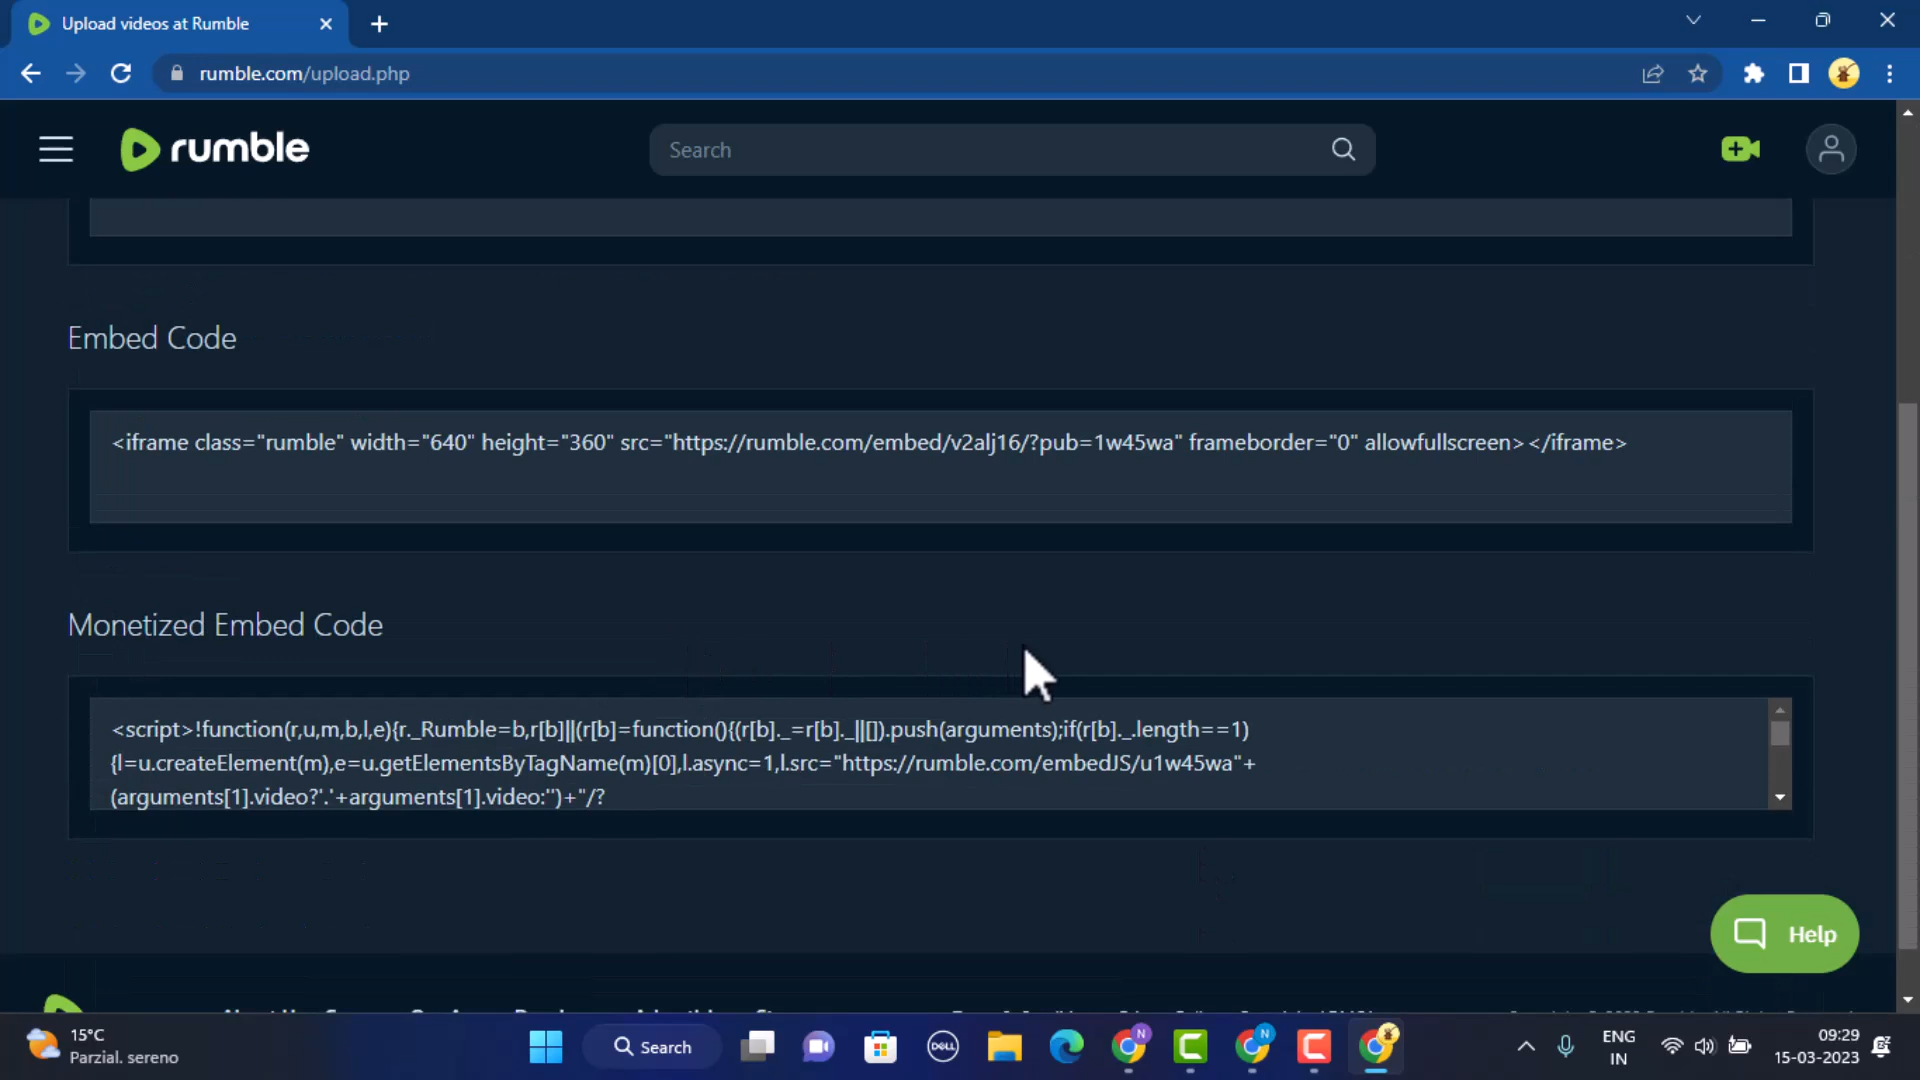 Upload videos at Rumble
rumble.com/upload.php
rumble
Search
Embed Code
<iframe class="rumble" width="640" height="360" src="https://rumble.com/embed/v2alj16/?pub=1w45wa" frameborder="0" allowfullscreen></iframe>
Monetized Embed Code
<script>!function(r,u,m,b,l,e){r._Rumble=b,r[b]||(r[b]=function(){(r[b]._=r[b]._||[]).push(arguments);if(r[b]._.length==1)
{l=u.createElement(m),e=u.getElementsByTagName(m)[0],l.async=1,l.src="https://rumble.com/embedJS/u1w45wa"+
(arguments[1].video?'.'+arguments[1].video:'')+"/?
Help
15°C
Parzial. sereno
Search
DELL
N
N
ENG
IN
09:29
15-03-2023